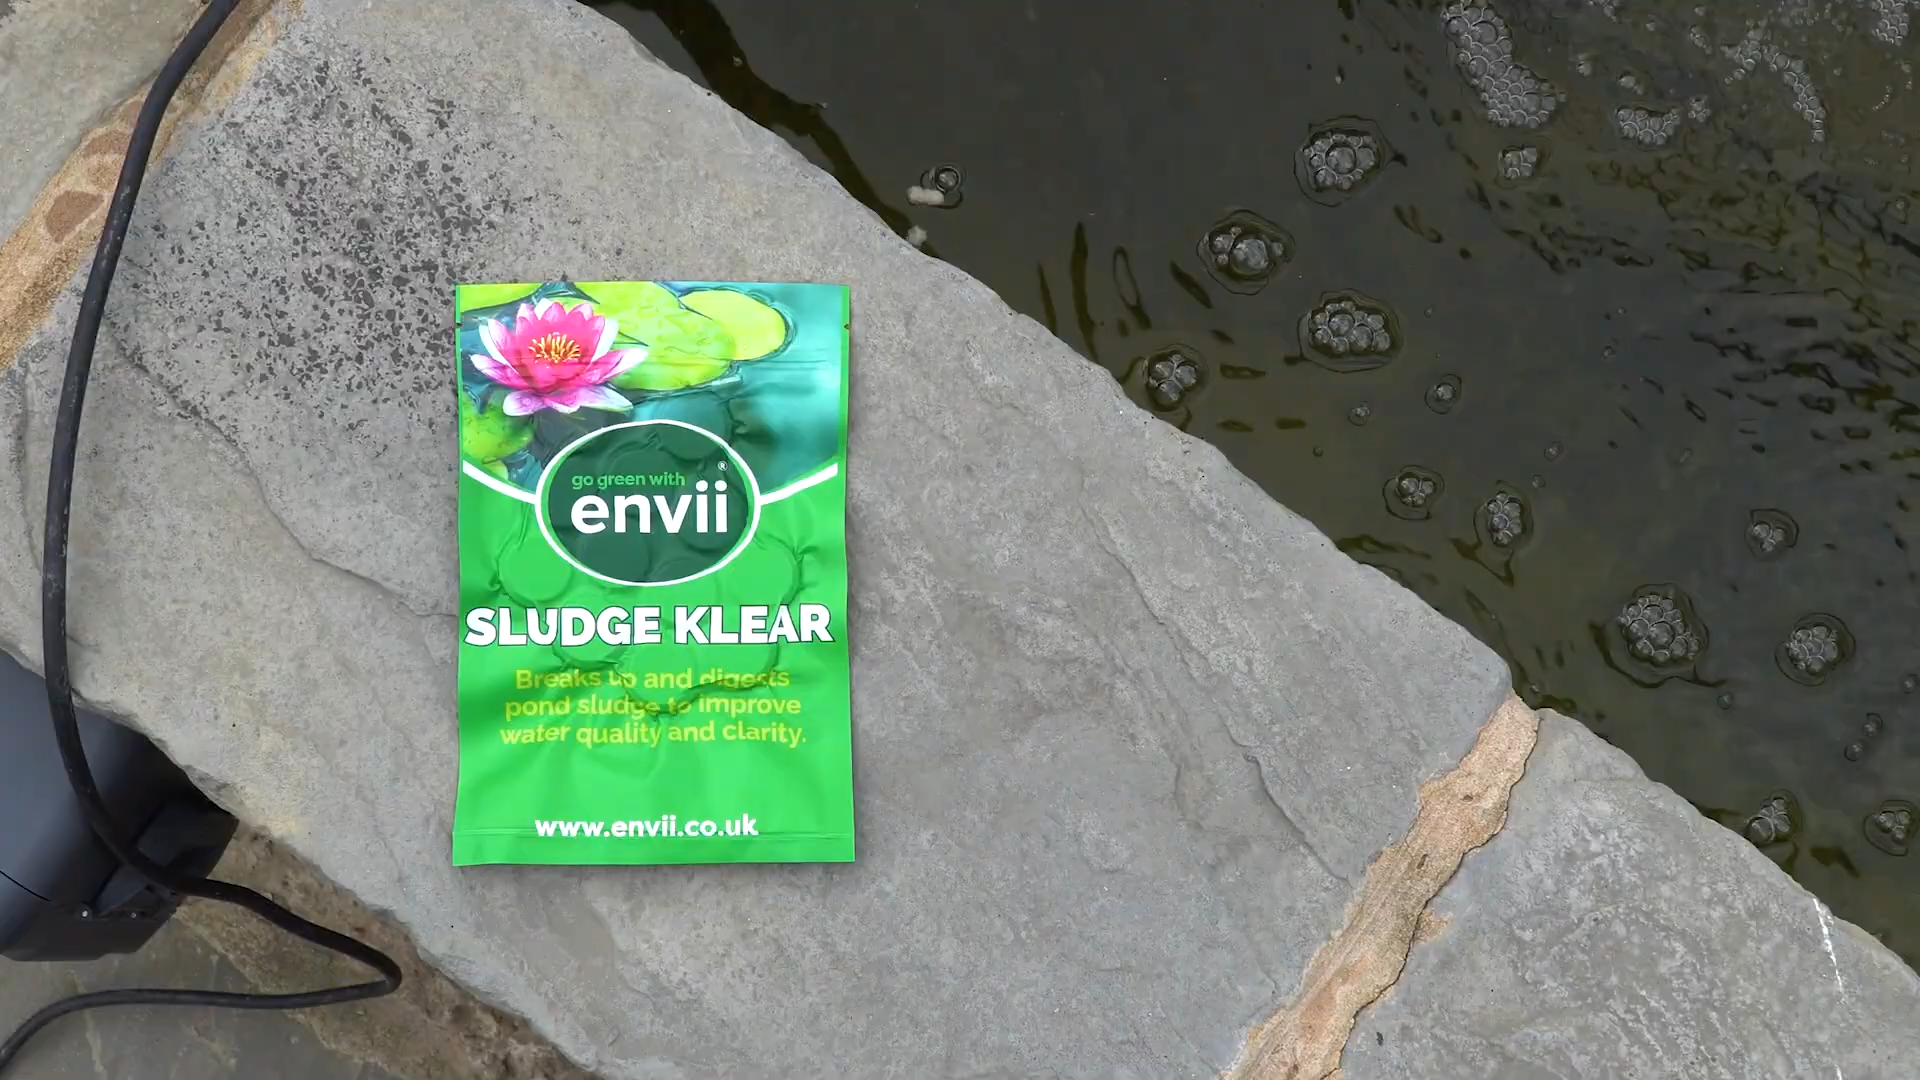 go green with
envii®
SLUDGE KLEAR
Breaks up and digests
pond sludge to improve
water quality and clarity.
www.envii.co.uk